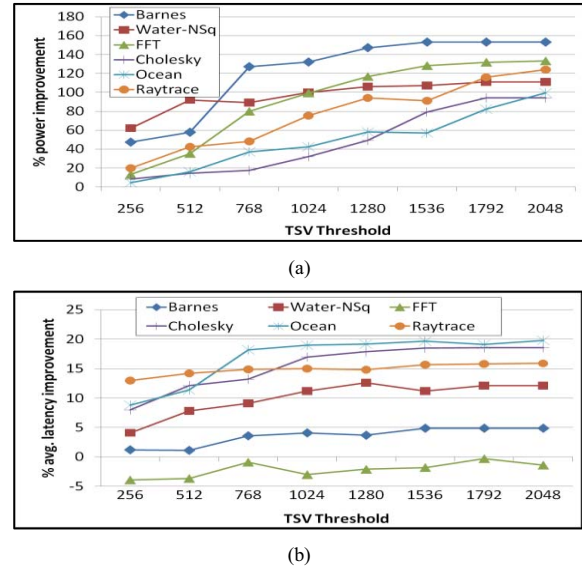 180
160
140
120
100
80
60
40
20
0
% power improvement
Barnes
Water-NSq
FFT
Cholesky
Ocean
Raytrace
256 512 768 1024 1280 1536 1792 2048
TSV Threshold
(a)
25
20
15
10
5
0
-5
% avg. latency improvement
Barnes Water-NSq FFT
Cholesky Ocean Raytrace
256 512 768 1024 1280 1536 1792 2048
TSV Threshold
(b)